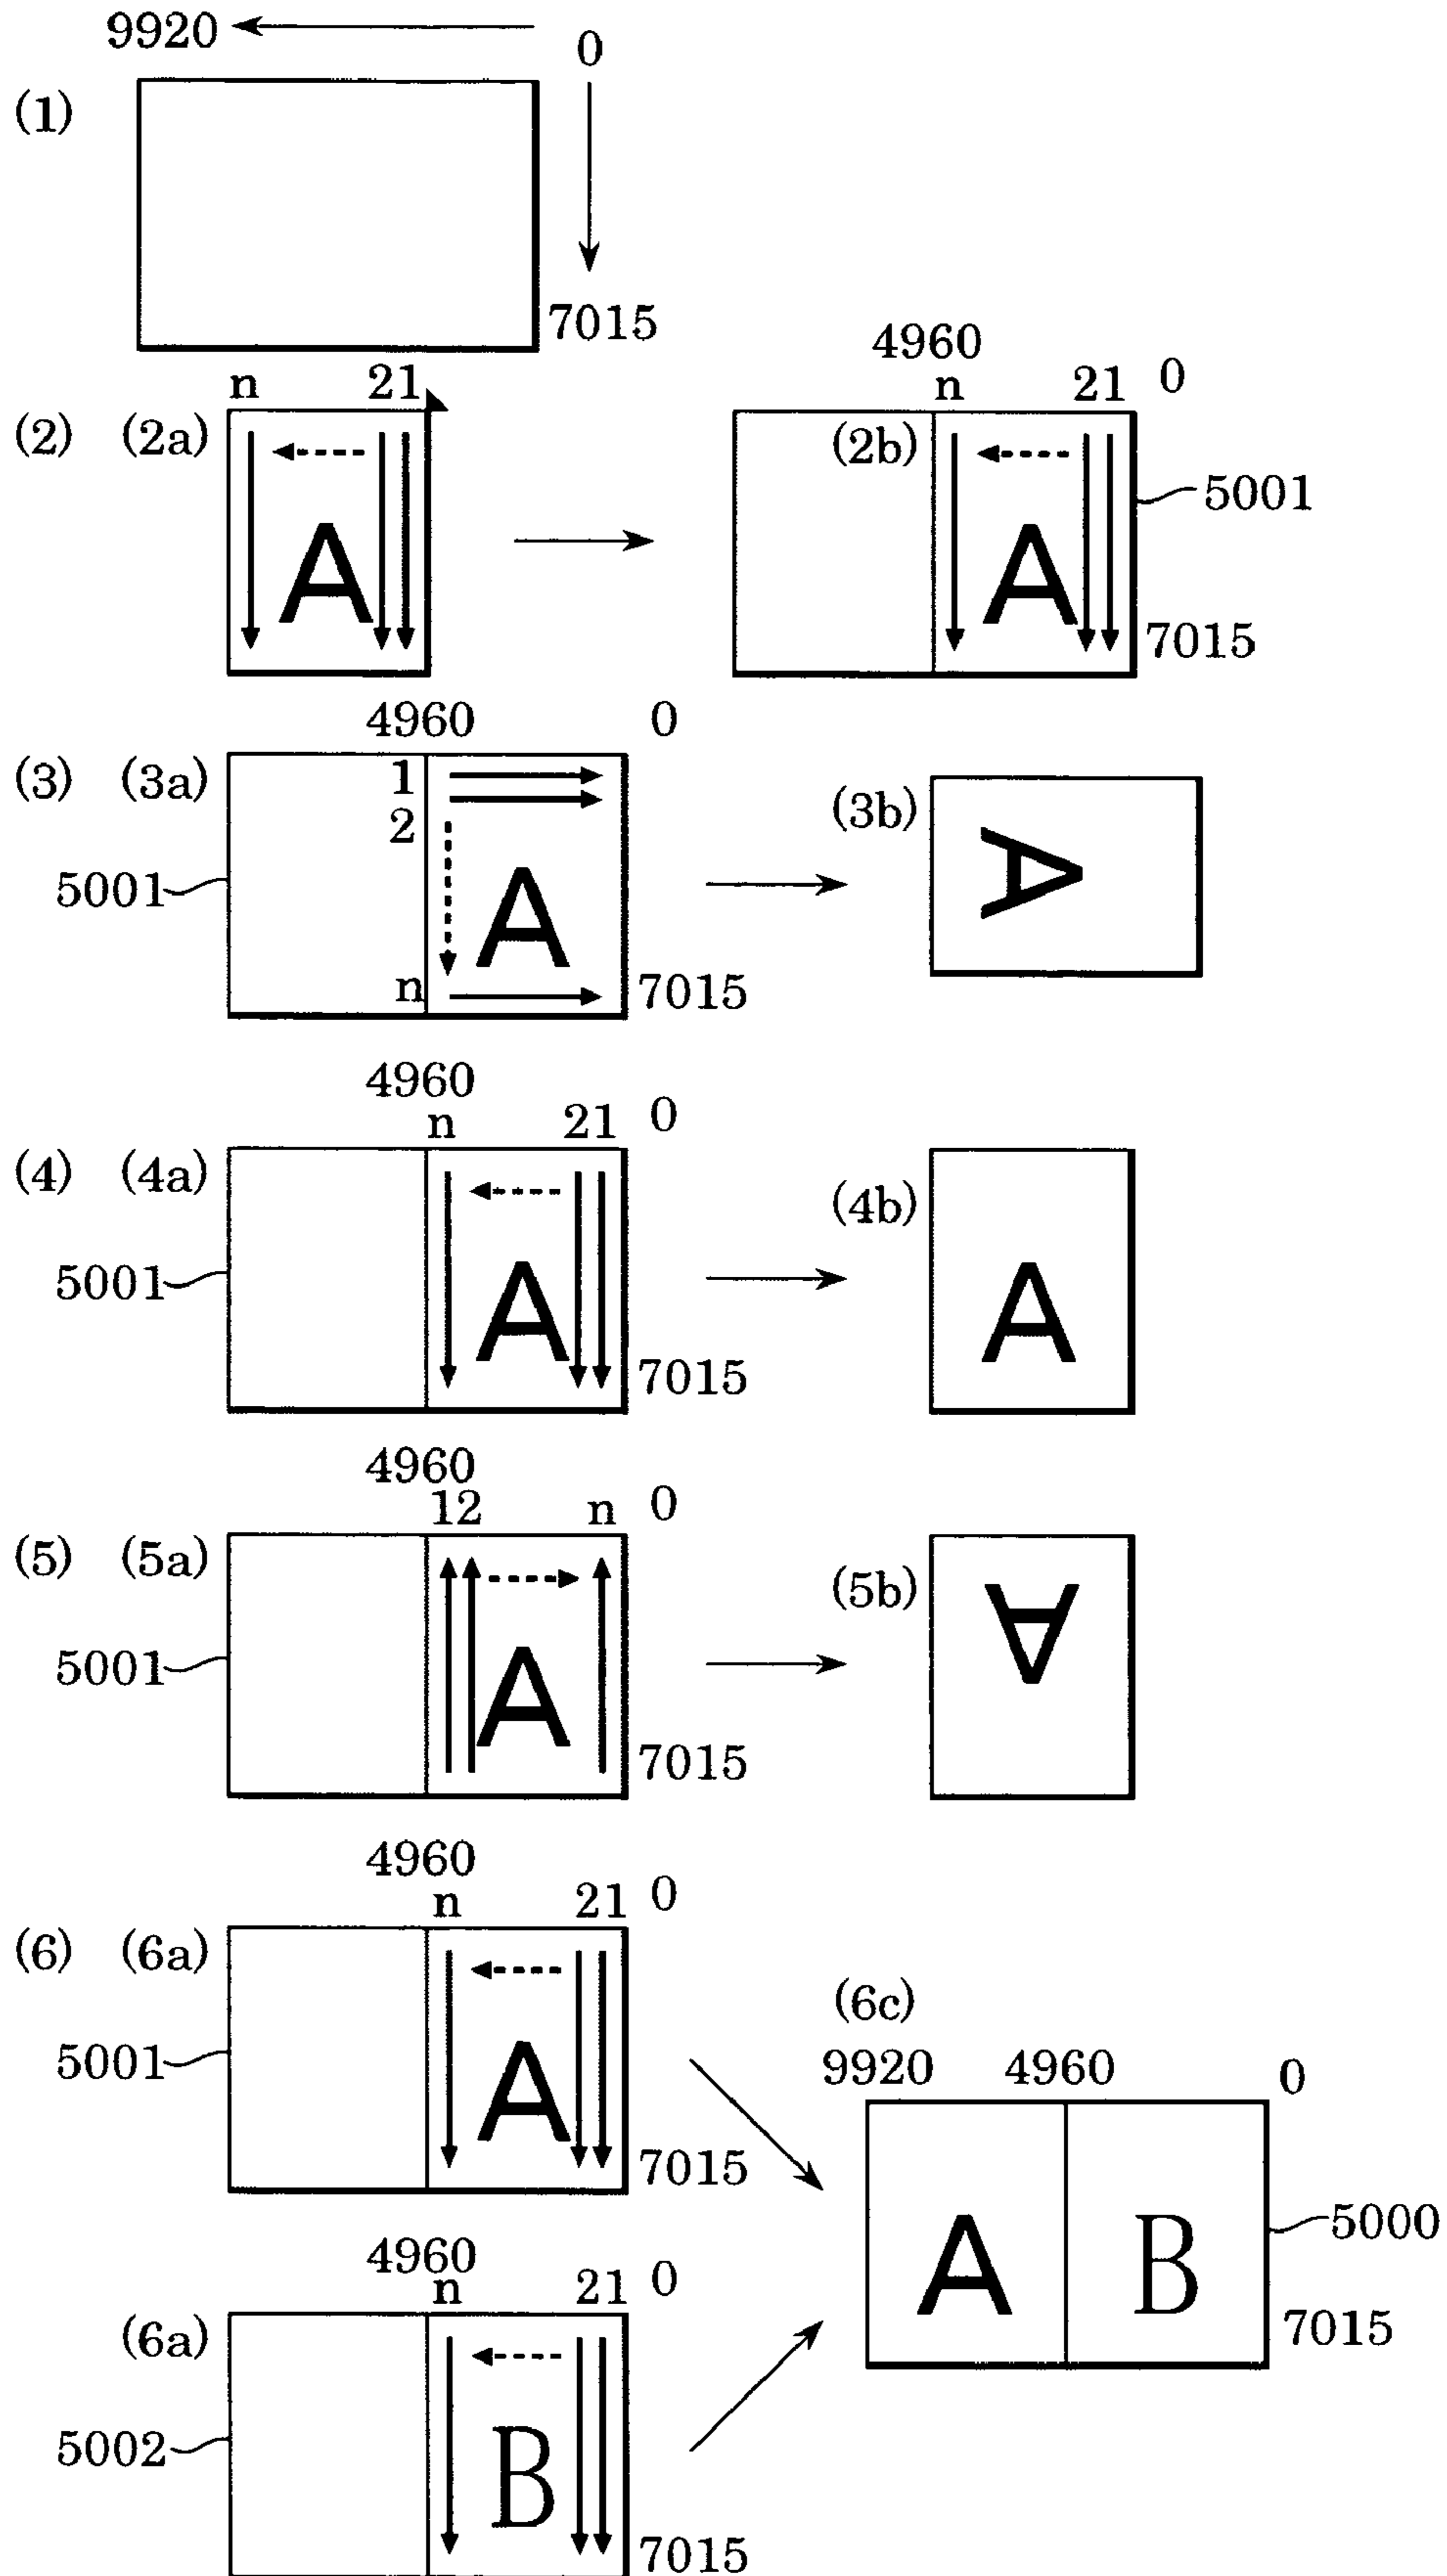 9920
0
(1)
7015
n 21
(2) (2a)
A
4960
n 21 0
(2b)
5001
A
7015
4960 0
(3) (3a)
1
2
5001
A
n
7015
(3b)
A
4960
n 21 0
(4) (4a)
5001
A
7015
(4b)
A
4960
12 n 0
(5) (5a)
5001
A
7015
(5b)
A
4960
n 21 0
(6) (6a)
5001
A
7015
4960
n 21 0
(6a)
5002
B
7015
(6c)
9920 4960 0
A B
5000
7015